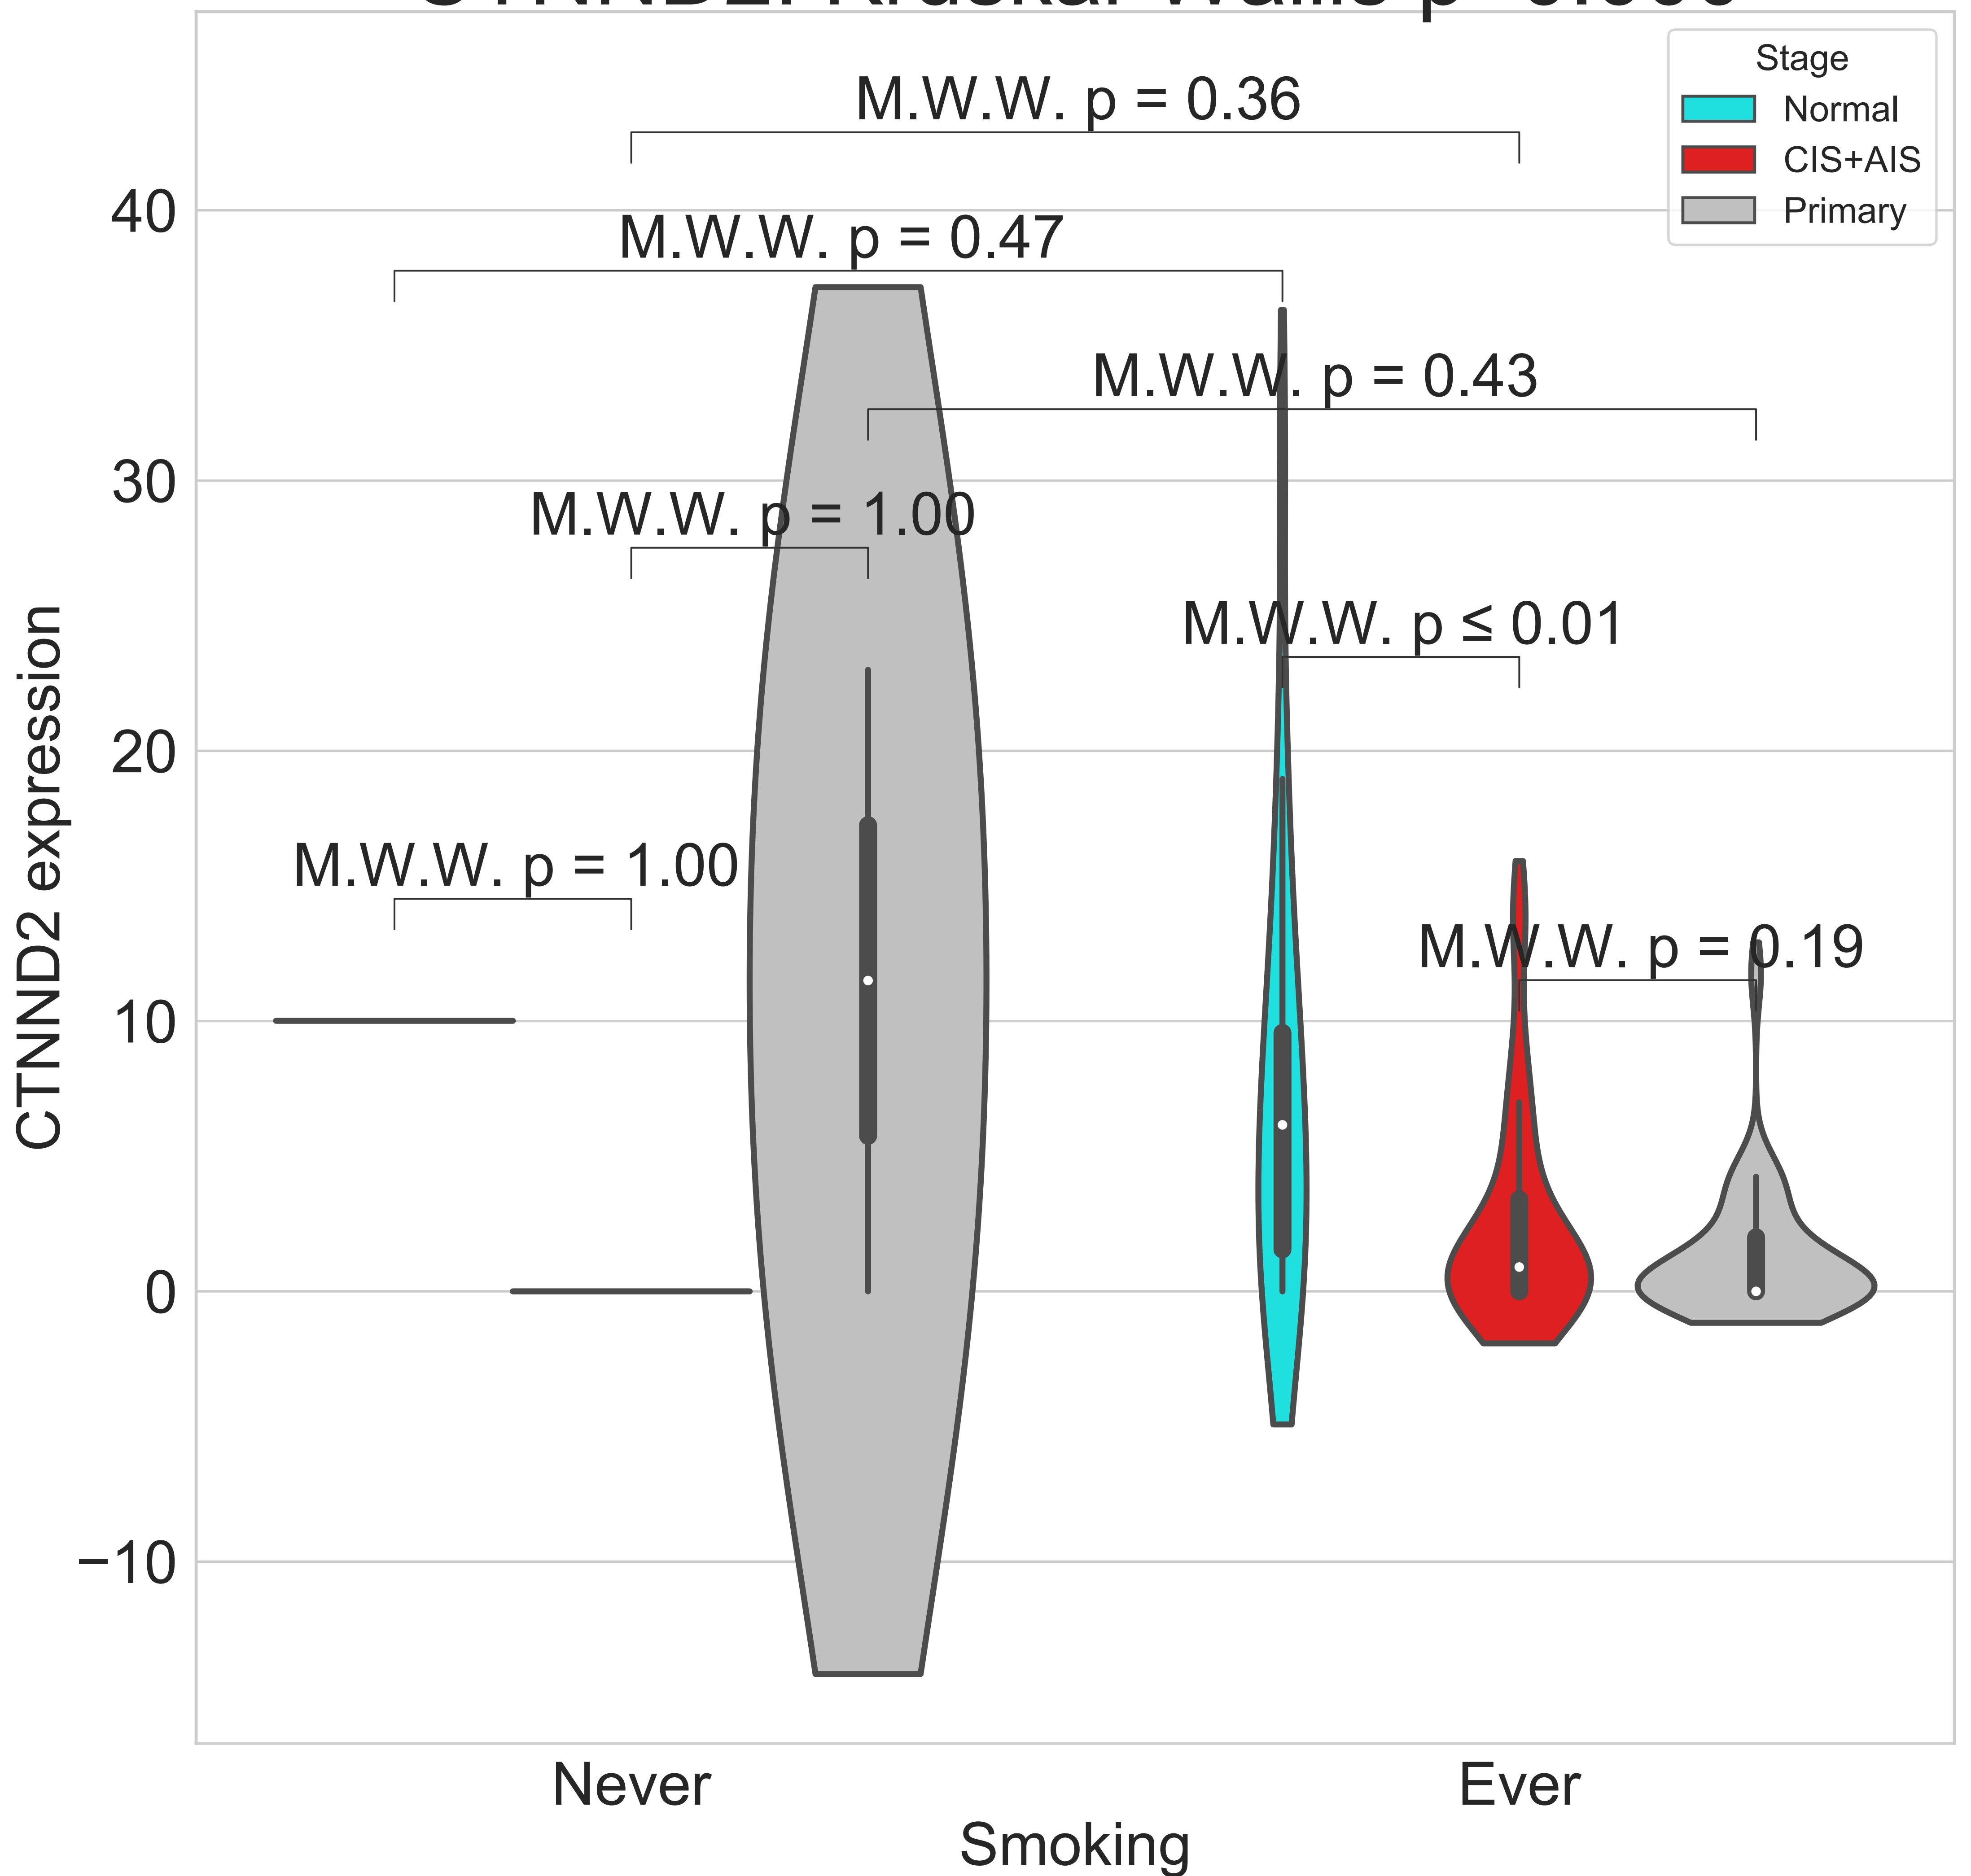 Stage
Normal
CIS+AIS
Primary
M.W.W. p = 0.36
M.W.W. p = 0.47
M.W.W. p = 0.43
M.W.W. p = 1.00
M.W.W. p ≤ 0.01
M.W.W. p = 1.00
M.W.W. p = 0.19
CTNND2 expression
40
30
20
10
0
−10
Never
Ever
Smoking